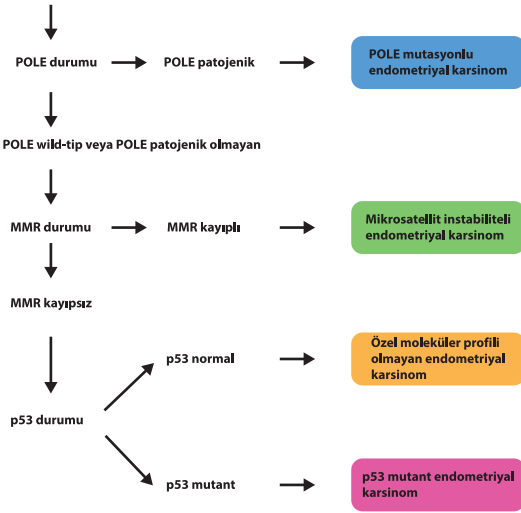 POLE durumu
POLE patojenik
POLE mutasyonlu
endometriyal karsinom
POLE wild-tip veya POLE patojenik olmayan
MMR durumu
MMR kayıplı
Mikrosatellit instabiliteli
endometriyal karsinom
MMR kayıpsız
p53 normal
Özel moleküler profili
olmayan endometriyal
karsinom
p53 durumu
p53 mutant
p53 mutant endometriyal
karsinom